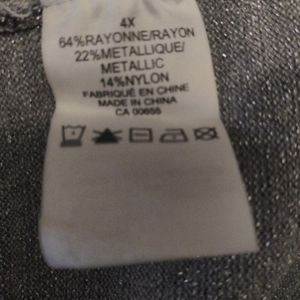 4X
64%RAYONNE/RAYON
22%METALLIQUE/
METALLIC
14%NYLON
FABRIQUÉ EN CHINE
MADE IN CHINA
CA 00655